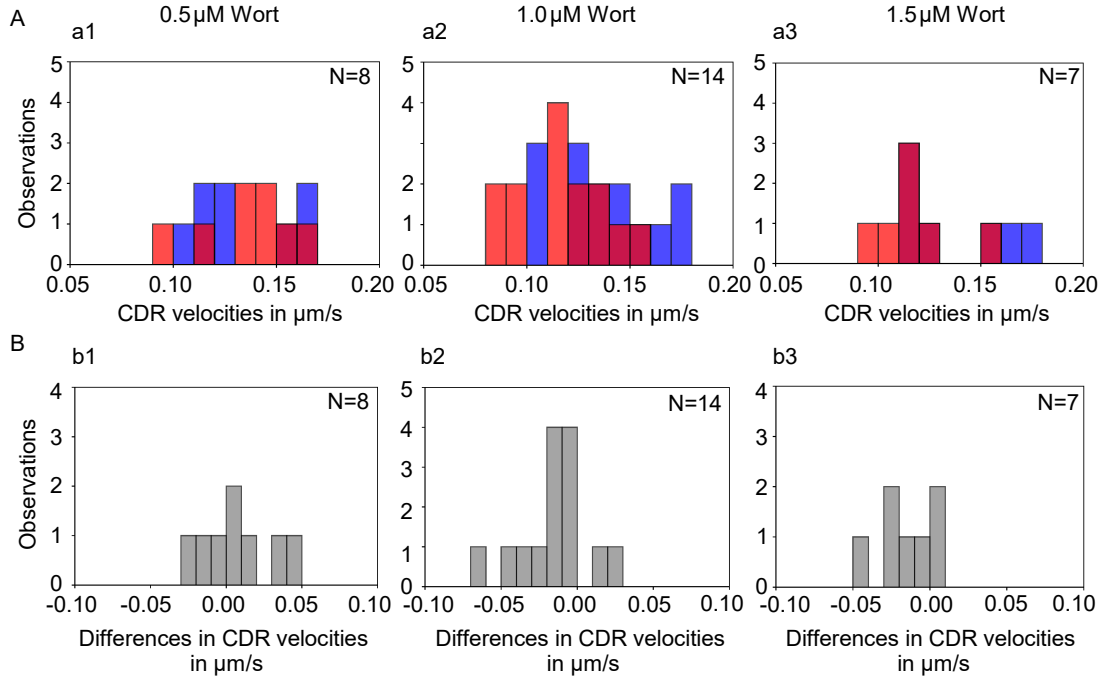 A
0.5µM Wort
1.0µM Wort
1.5µM Wort
a1
a2
a3
Observations
5
4
3
2
1
0
N=8
0.05
0.10
0.15
0.20
CDR velocities in µm/s
5
4
3
2
1
0
N=14
0.05
0.10
0.15
0.20
CDR velocities in µm/s
5
4
3
2
1
0
N=7
0.05
0.10
0.15
0.20
CDR velocities in µm/s
B
b1
b2
b3
Observations
4
3
2
1
0
N=8
-0.10
-0.05
0.00
0.05
0.10
Differences in CDR velocities
in µm/s
5
4
3
2
1
0
N=14
-0.10
-0.05
0.00
0.05
0.10
Differences in CDR velocities
in µm/s
4
3
2
1
0
N=7
-0.10
-0.05
0.00
0.05
0.10
Differences in CDR velocities
in µm/s